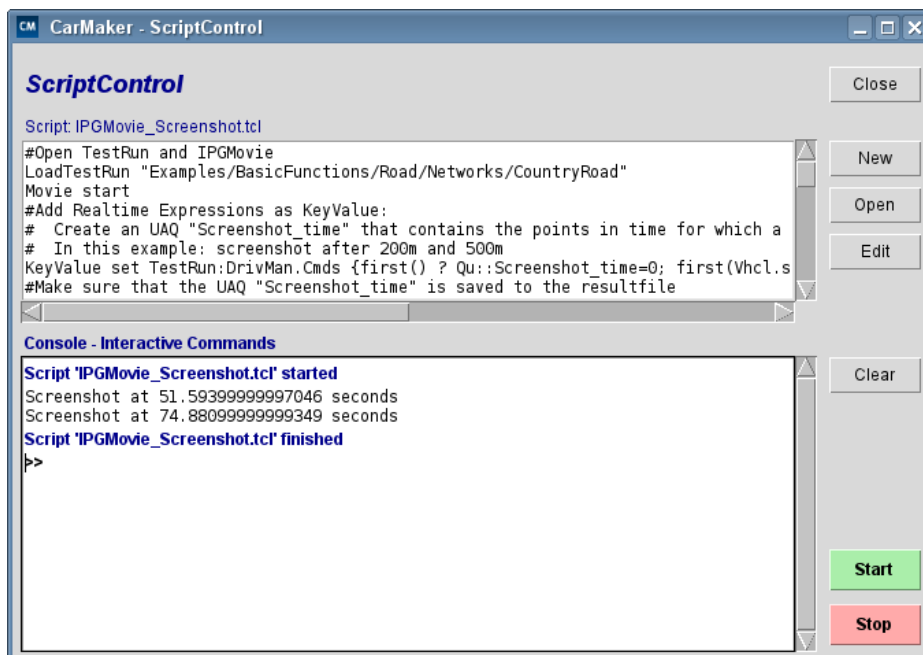 CM CarMaker - ScriptControl
ScriptControl
Close
Script: IPGMovie_Screenshot.tcl
#Open TestRun and IPGMovie
LoadTestRun "Examples/BasicFunctions/Road/Networks/CountryRoad"
Movie start
#Add Realtime Expressions as KeyValue:
#  Create an UAQ "Screenshot_time" that contains the points in time for which a
#  In this example: screenshot after 200m and 500m
KeyValue set TestRun:DrivMan.Cmds {first() ? Qu::Screenshot_time=0; first(Vhcl.s
#Make sure that the UAQ "Screenshot_time" is saved to the resultfile
New
Open
Edit
Console - Interactive Commands
Script 'IPGMovie_Screenshot.tcl' started
Screenshot at 51.59399999997046 seconds
Screenshot at 74.88099999999349 seconds
Script 'IPGMovie_Screenshot.tcl' finished
>>
Clear
Start
Stop